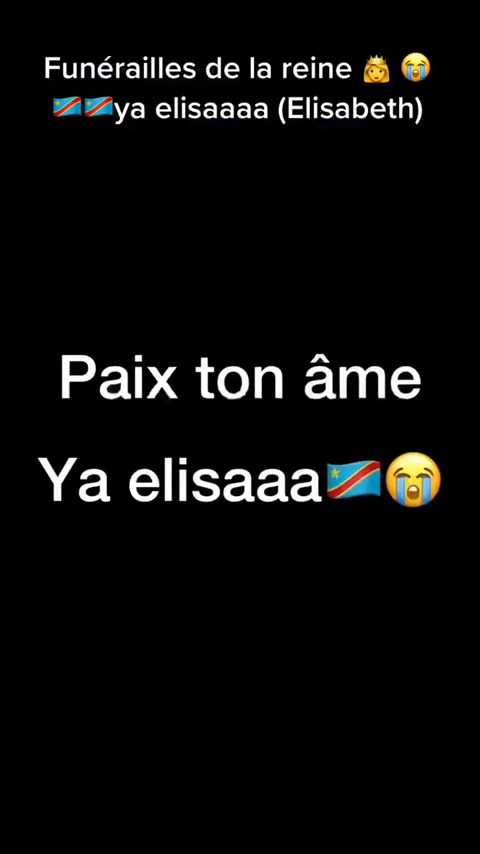 Funérailles de la reine 👸 😭
🇨🇩🇨🇩ya elisaaaa (Elisabeth)
Paix ton âme
Ya elisaaa🇨🇩😭